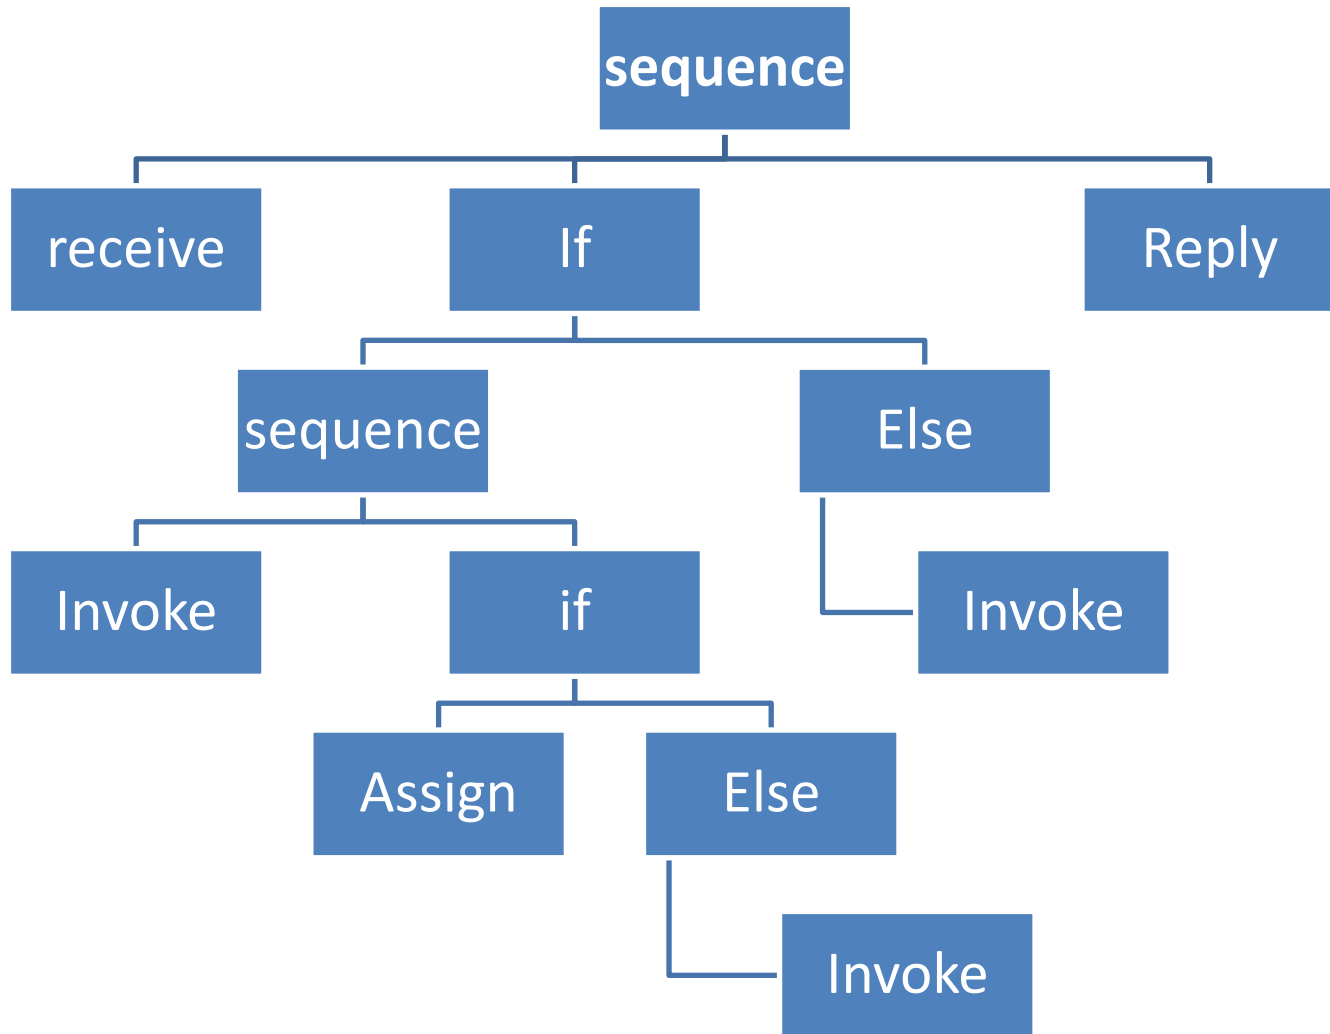 sequence
receive
If
Reply
sequence
Else
Invoke
if
Invoke
Assign
Else
Invoke